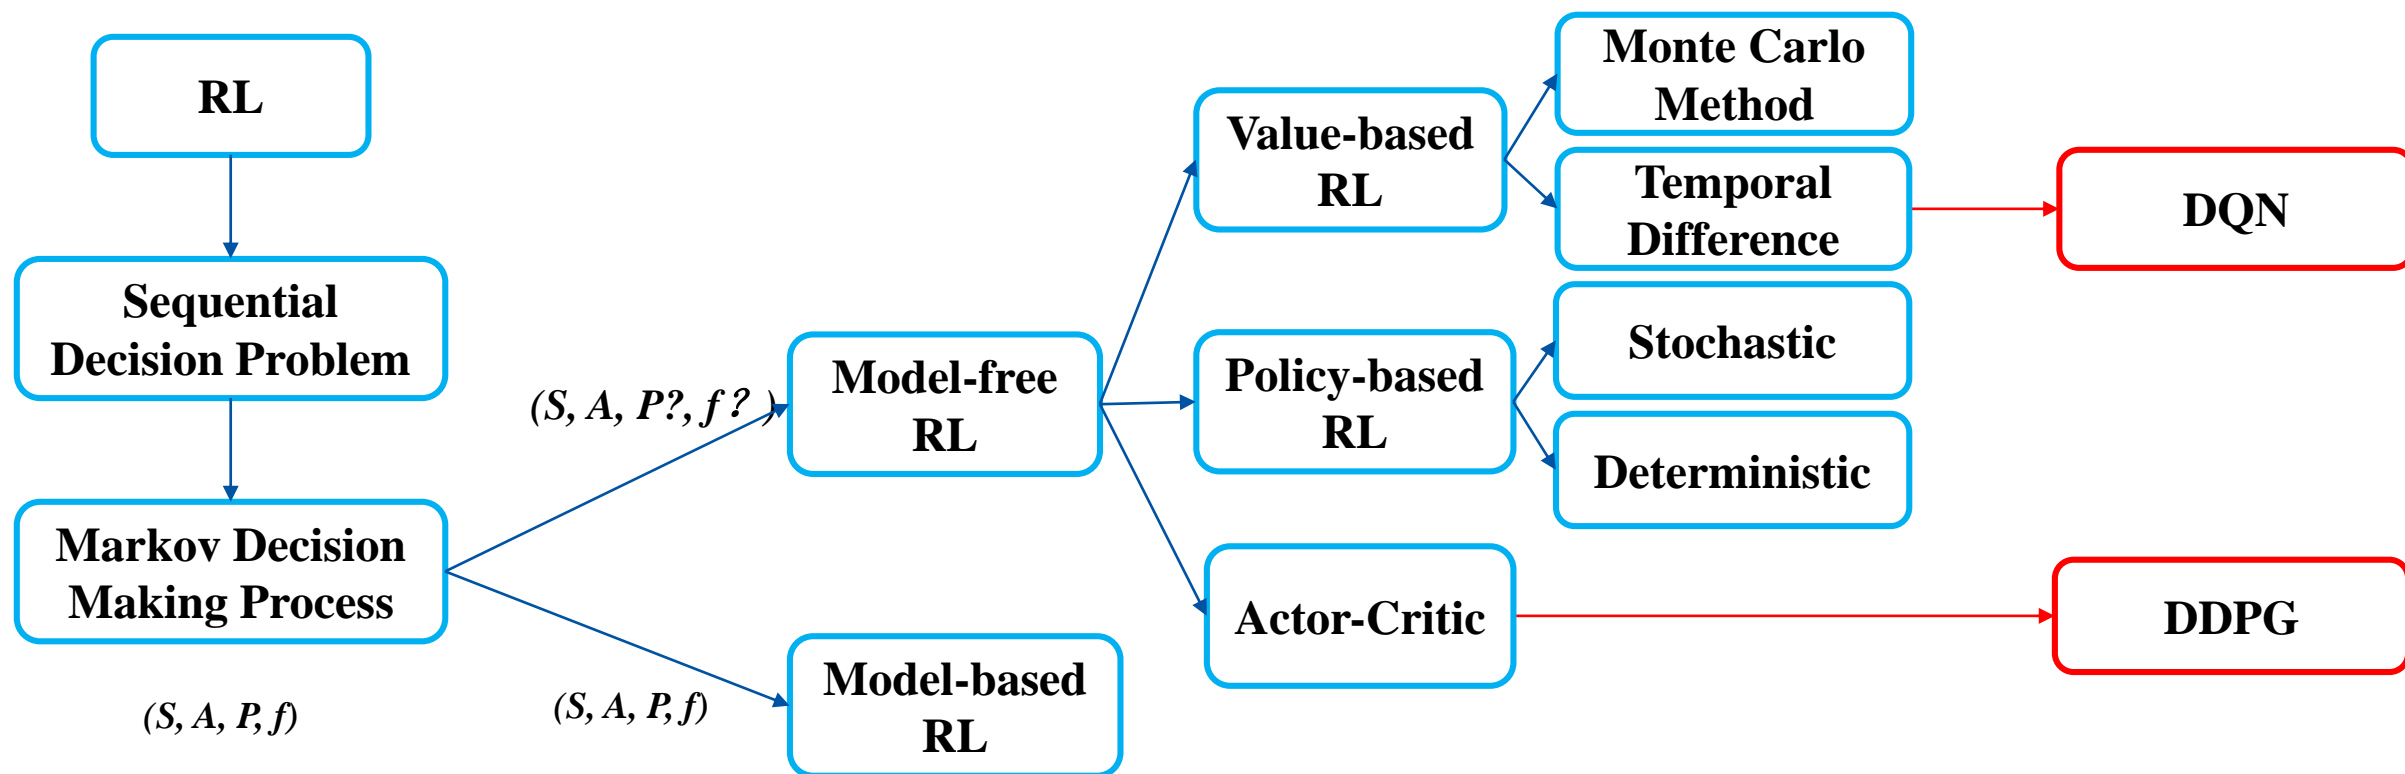 RL
Sequential
Decision Problem
Markov Decision
Making Process
(S, A, P, f)
(S, A, P?, f？)
(S, A, P, f)
Model-free
RL
Model-based
RL
Value-based
RL
Policy-based
RL
Actor-Critic
Monte Carlo
Method
Temporal
Difference
Stochastic
Deterministic
DQN
DDPG